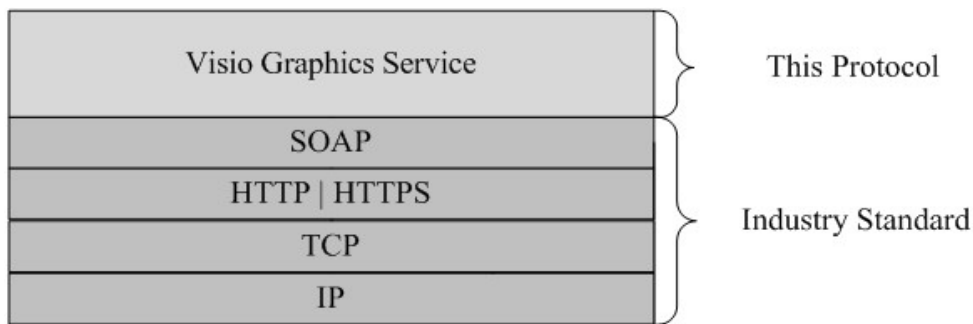 Visio Graphics Service
This Protocol
SOAP
HTTP | HTTPS
TCP
Industry Standard
IP